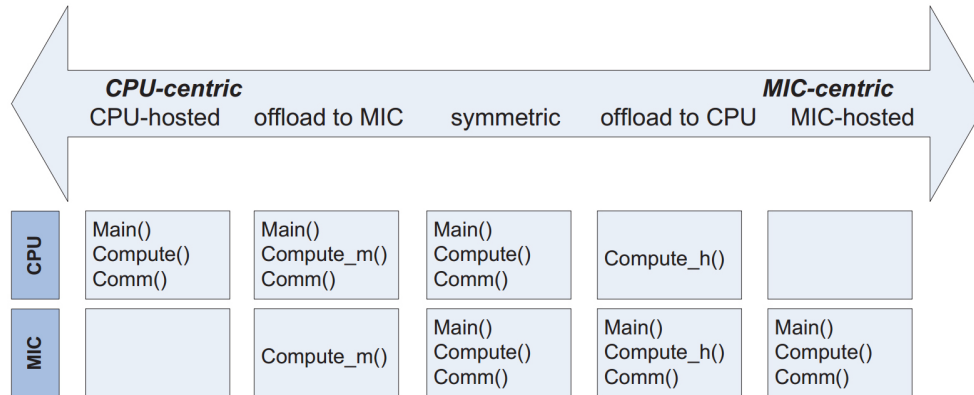 CPU-centric MIC-centric
CPU-hosted offload to MIC symmetric offload to CPU MIC-hosted
CPU
Main()
Compute()
Comm()
Main()
Compute_m()
Comm()
Main()
Compute()
Comm()
Compute_h()
MIC
Compute_m()
Main()
Compute()
Comm()
Main()
Compute_h()
Comm()
Main()
Compute()
Comm()